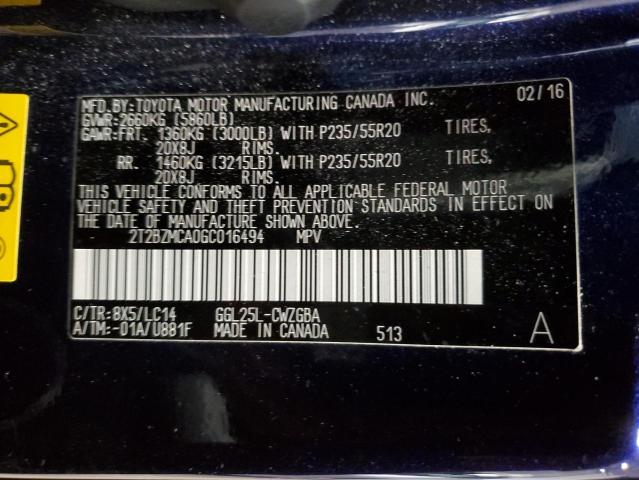 MFD.BY:TOYOTA MOTOR MANUFACTURING CANADA INC. 02/16
GVWR:2660KG (5860LB)
GAWR:FRT. 1360KG (3000LB) WITH P235/55R20 TIRES,
20X8J RIMS.
RR. 1460KG (3215LB) WITH P235/55R20 TIRES,
20X8J RIMS.
THIS VEHICLE CONFORMS TO ALL APPLICABLE FEDERAL MOTOR
VEHICLE SAFETY AND THEFT PREVENTION STANDARDS IN EFFECT ON
THE DATE OF MANUFACTURE SHOWN ABOVE.
2T2BZMCA0GC016494 MPV
C/TR:8X5/LC14 GGL25L-CWZGBA
A/TM:-01A/U881F MADE IN CANADA 513 A